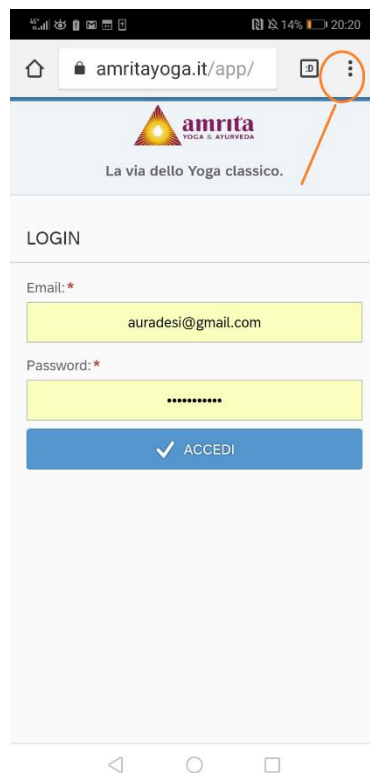 14% 20:20
amritayoga.it/app/ :D
amrita
YOGA & AYURVEDA
La via dello Yoga classico.
LOGIN
Email:*
auradesi@gmail.com
Password:*
•••••••••••
ACCEDI